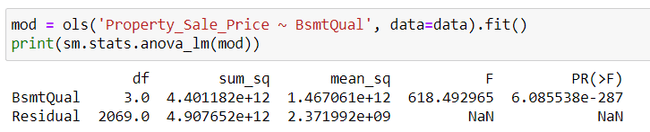 mod = ols('Property_Sale_Price ~ BsmtQual', data=data).fit()
print(sm.stats.anova_lm(mod))
df sum_sq mean_sq F PR(>F)
BsmtQual 3.0 4.401182e+12 1.467061e+12 618.492965 6.085538e-287
Residual 2069.0 4.907652e+12 2.371992e+09 NaN NaN